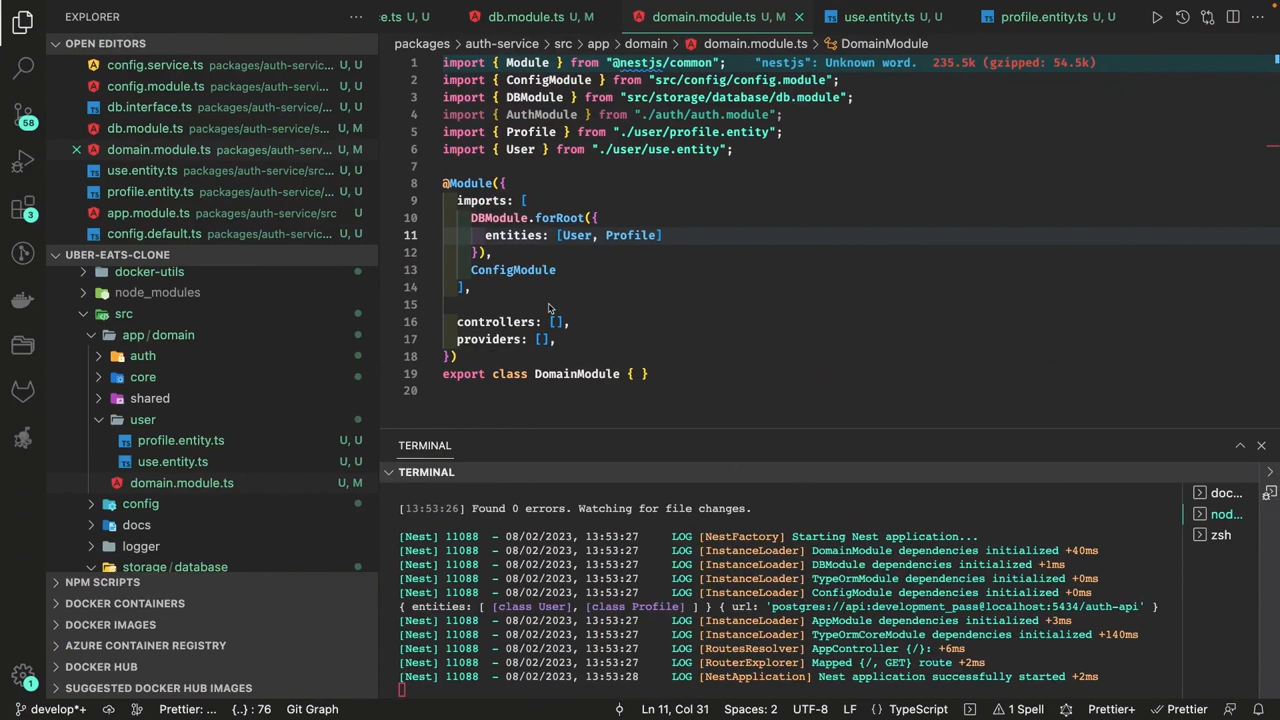 EXPLORER
OPEN EDITORS
config.service.ts packages/auth-servi... U
config.module.ts packages/auth-servi... U
db.interface.ts packages/auth-service/s... U
db.module.ts packages/auth-service/... U, M
domain.module.ts packages/auth-serv... U, M
use.entity.ts packages/auth-service/src... U, U
profile.entity.ts packages/auth-service/... U, U
app.module.ts packages/auth-service/src U
config.default.ts packages/auth-servi... U
UBER-EATS-CLONE
docker-utils
node_modules
src
app / domain
auth
core
shared
user
profile.entity.ts U, U
use.entity.ts U, U
domain.module.ts U, M
config
docs
logger
storage / database
NPM SCRIPTS
DOCKER CONTAINERS
DOCKER IMAGES
AZURE CONTAINER REGISTRY
DOCKER HUB
SUGGESTED DOCKER HUB IMAGES
58
3
1
ce.ts, U db.module.ts U, M domain.module.ts U, M use.entity.ts U, U profile.entity.ts U, U
packages > auth-service > src > app > domain > domain.module.ts > DomainModule
1 import { Module } from "@nestjs/common"; "nestjs": Unknown word. 235.5k (gzipped: 54.5k)
2 import { ConfigModule } from "src/config/config.module";
3 import { DBModule } from "src/storage/database/db.module";
4 import { AuthModule } from "./auth/auth.module";
5 import { Profile } from "./user/profile.entity";
6 import { User } from "./user/use.entity";
7
8 @Module({
9 imports: [
10 DBModule.forRoot({
11 entities: [User, Profile]
12 }),
13 ConfigModule
14 ],
15
16 controllers: [],
17 providers: [],
18 })
19 export class DomainModule { }
20
TERMINAL
TERMINAL
[13:53:26] Found 0 errors. Watching for file changes.
[Nest] 11088 - 08/02/2023, 13:53:27 LOG [NestFactory] Starting Nest application...
[Nest] 11088 - 08/02/2023, 13:53:27 LOG [InstanceLoader] DomainModule dependencies initialized +40ms
[Nest] 11088 - 08/02/2023, 13:53:27 LOG [InstanceLoader] DBModule dependencies initialized +1ms
[Nest] 11088 - 08/02/2023, 13:53:27 LOG [InstanceLoader] TypeOrmModule dependencies initialized +0ms
[Nest] 11088 - 08/02/2023, 13:53:27 LOG [InstanceLoader] ConfigModule dependencies initialized +0ms
{ entities: [ [class User], [class Profile] ] } { url: 'postgres://api:development_pass@localhost:5434/auth-api' }
[Nest] 11088 - 08/02/2023, 13:53:27 LOG [InstanceLoader] AppModule dependencies initialized +3ms
[Nest] 11088 - 08/02/2023, 13:53:27 LOG [InstanceLoader] TypeOrmCoreModule dependencies initialized +140ms
[Nest] 11088 - 08/02/2023, 13:53:27 LOG [RoutesResolver] AppController {/}: +6ms
[Nest] 11088 - 08/02/2023, 13:53:27 LOG [RouterExplorer] Mapped {/, GET} route +2ms
[Nest] 11088 - 08/02/2023, 13:53:28 LOG [NestApplication] Nest application successfully started +2ms
doc...
nod...
zsh
develop*+ Prettier: ... {..} : 76 Git Graph Ln 11, Col 31 Spaces: 2 UTF-8 LF {} TypeScript 1 Spell Prettier+ Prettier